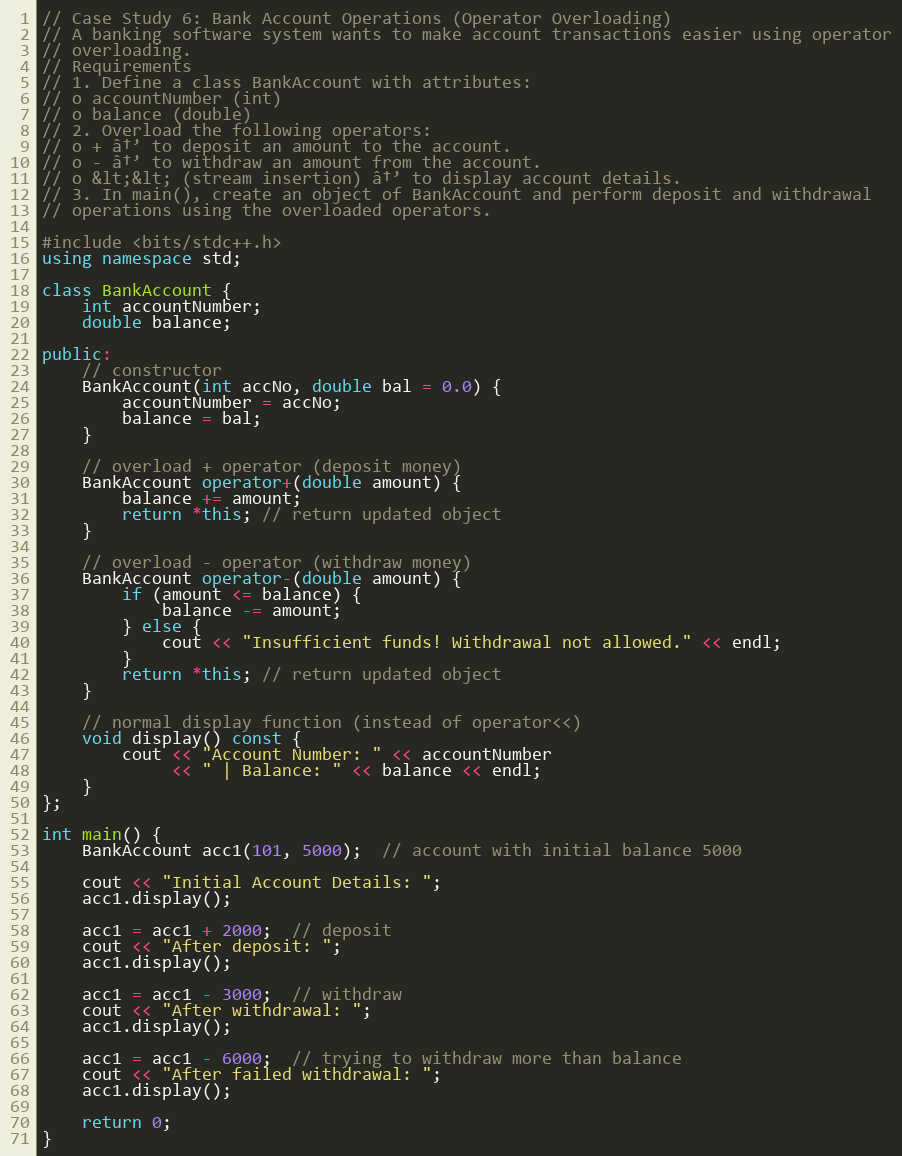 1 // Case Study 6: Bank Account Operations (Operator Overloading)
2 // A banking software system wants to make account transactions easier using operator
3 // overloading.
4 // Requirements
5 // 1. Define a class BankAccount with attributes:
6 // o accountNumber (int)
7 // o balance (double)
8 // 2. Overload the following operators:
9 // o + â†’ to deposit an amount to the account.
10 // o - â†’ to withdraw an amount from the account.
11 // o &lt;&lt; (stream insertion) â†’ to display account details.
12 // 3. In main(), create an object of BankAccount and perform deposit and withdrawal
13 // operations using the overloaded operators.
14
15 #include <bits/stdc++.h>
16 using namespace std;
17
18 class BankAccount {
19     int accountNumber;
20     double balance;
21
22 public:
23     // constructor
24     BankAccount(int accNo, double bal = 0.0) {
25         accountNumber = accNo;
26         balance = bal;
27     }
28
29     // overload + operator (deposit money)
30     BankAccount operator+(double amount) {
31         balance += amount;
32         return *this; // return updated object
33     }
34
35     // overload - operator (withdraw money)
36     BankAccount operator-(double amount) {
37         if (amount <= balance) {
38             balance -= amount;
39         } else {
40             cout << "Insufficient funds! Withdrawal not allowed." << endl;
41         }
42         return *this; // return updated object
43     }
44
45     // normal display function (instead of operator<<)
46     void display() const {
47         cout << "Account Number: " << accountNumber
48              << " | Balance: " << balance << endl;
49     }
50 };
51
52 int main() {
53     BankAccount acc1(101, 5000);  // account with initial balance 5000
54
55     cout << "Initial Account Details: ";
56     acc1.display();
57
58     acc1 = acc1 + 2000;  // deposit
59     cout << "After deposit: ";
60     acc1.display();
61
62     acc1 = acc1 - 3000;  // withdraw
63     cout << "After withdrawal: ";
64     acc1.display();
65
66     acc1 = acc1 - 6000;  // trying to withdraw more than balance
67     cout << "After failed withdrawal: ";
68     acc1.display();
69
70     return 0;
71 }